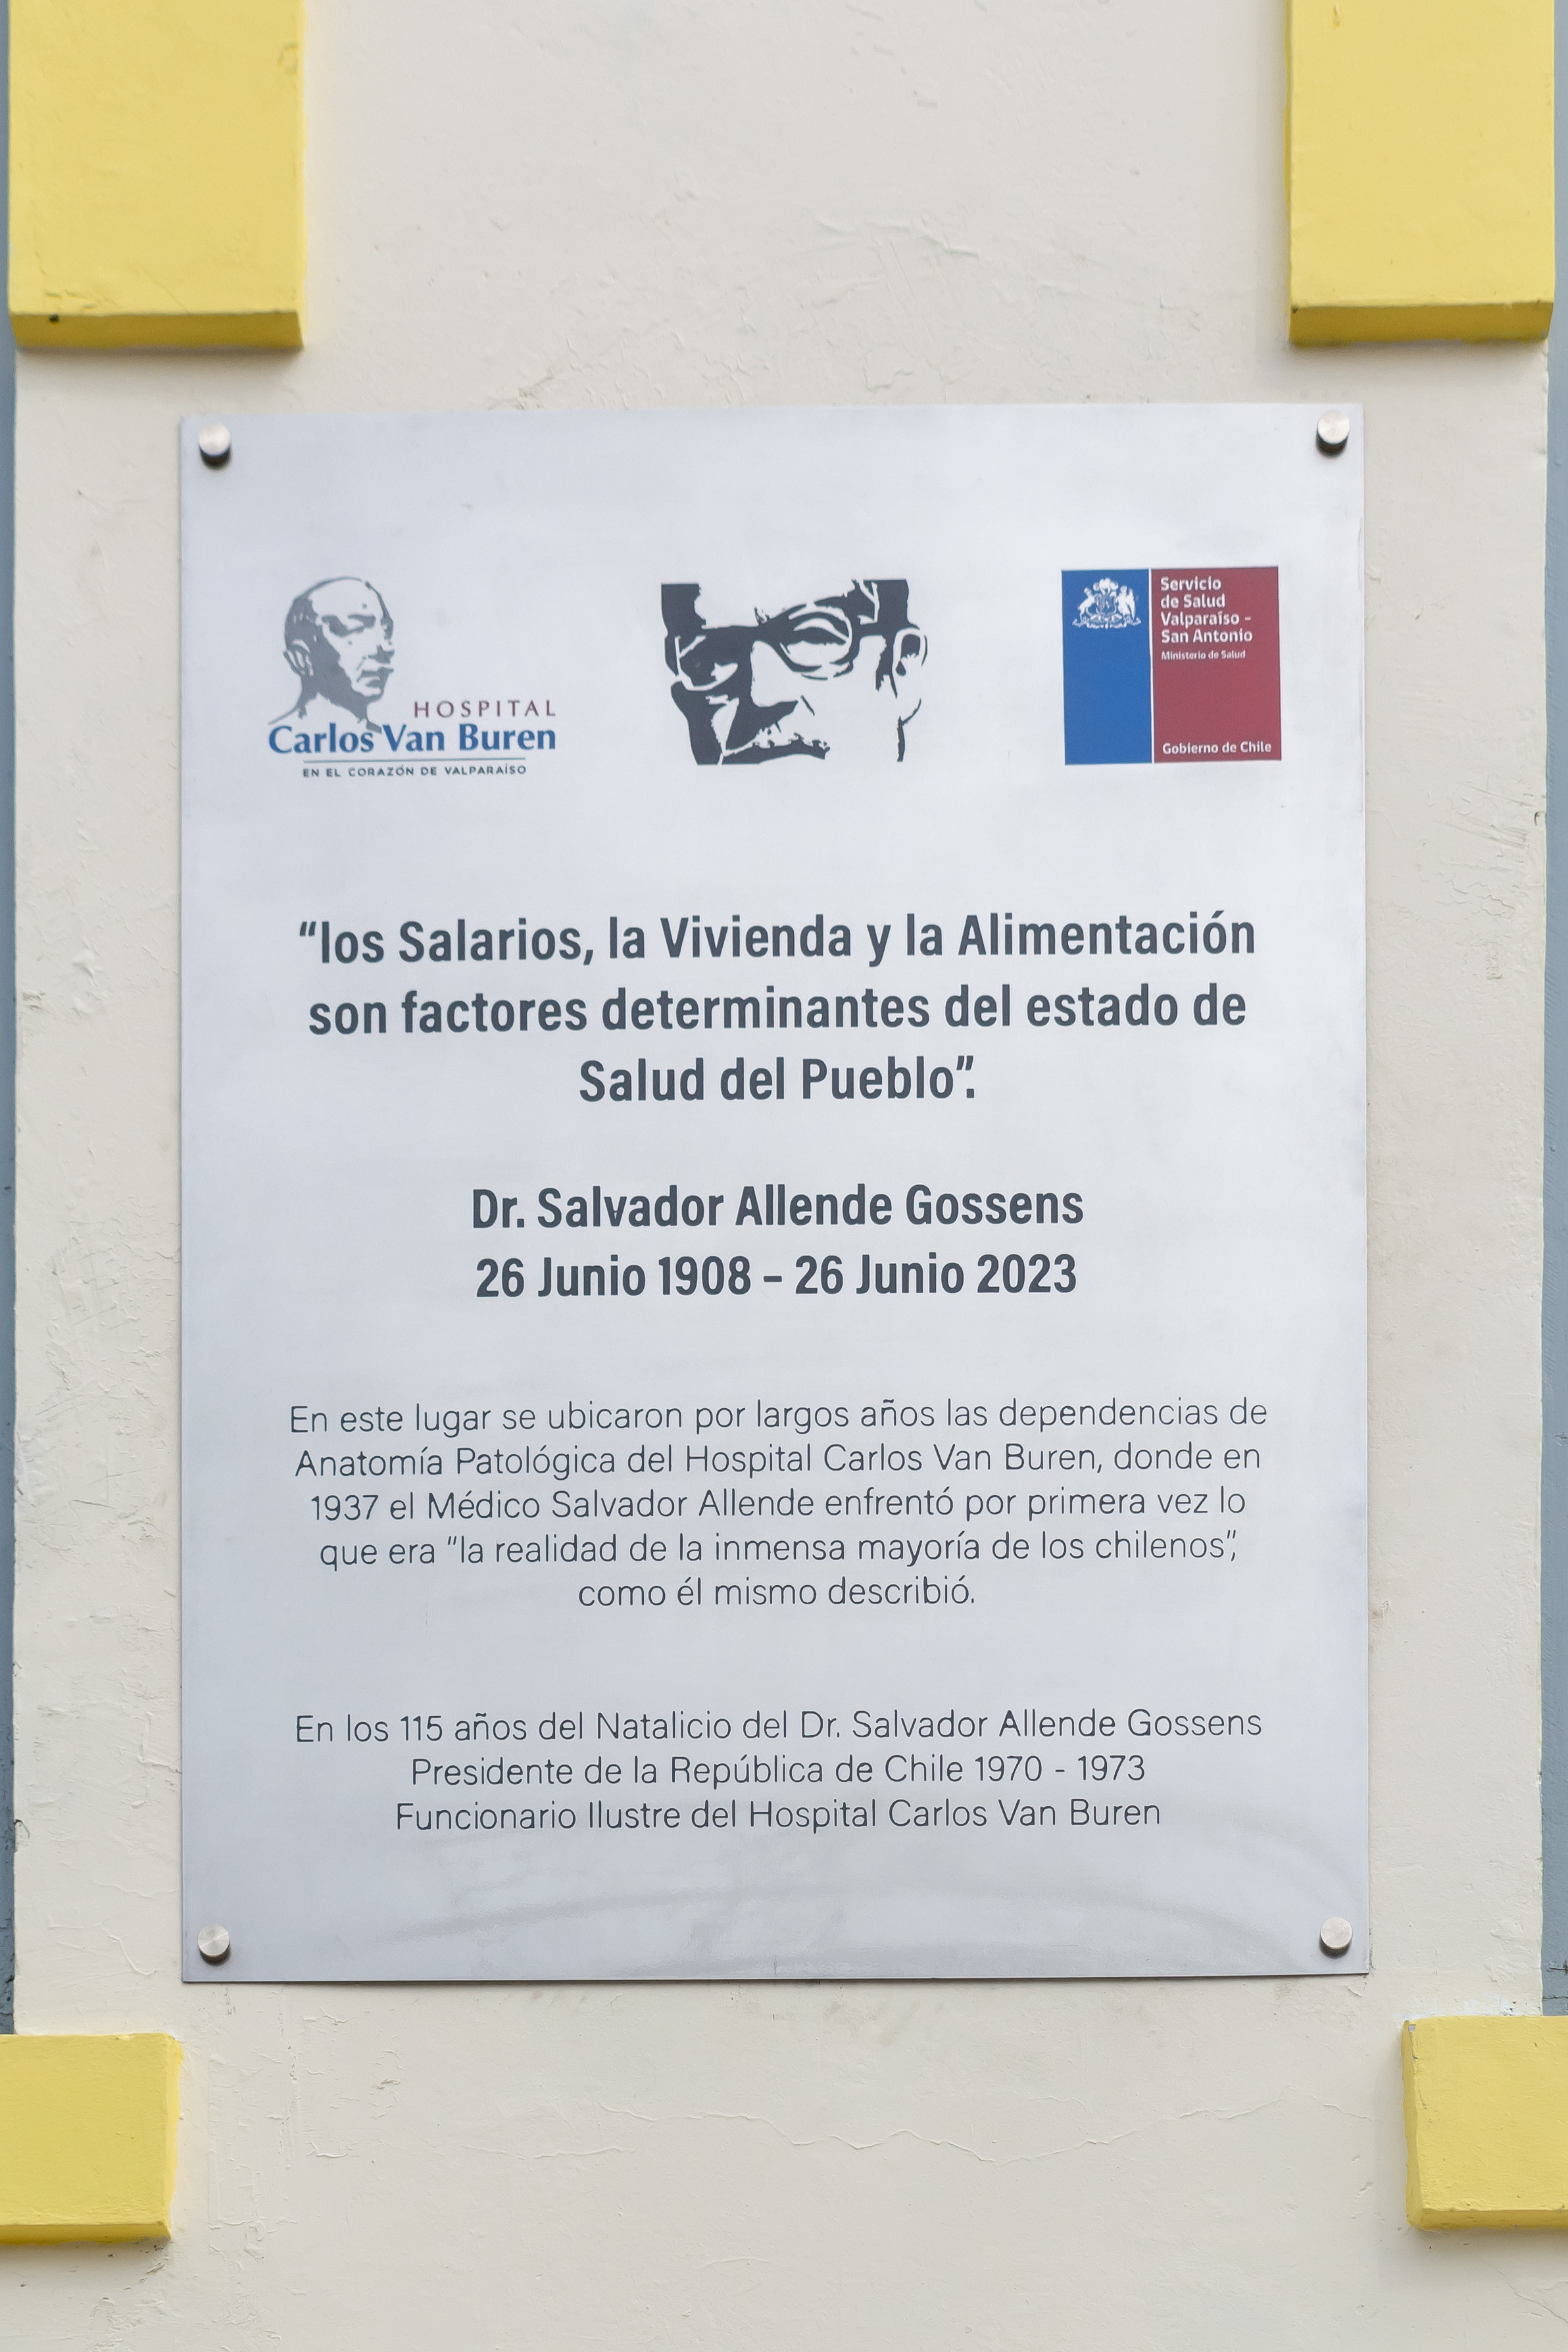 HOSPITAL
Carlos Van Buren
EN EL CORAZÓN DE VALPARAÍSO
Servicio
de Salud
Valparaíso -
San Antonio
Ministerio de Salud
Gobierno de Chile
“los Salarios, la Vivienda y la Alimentación
son factores determinantes del estado de
Salud del Pueblo”.
Dr. Salvador Allende Gossens
26 Junio 1908 – 26 Junio 2023
En este lugar se ubicaron por largos años las dependencias de
Anatomía Patológica del Hospital Carlos Van Buren, donde en
1937 el Médico Salvador Allende enfrentó por primera vez lo
que era “la realidad de la inmensa mayoría de los chilenos”,
como él mismo describió.
En los 115 años del Natalicio del Dr. Salvador Allende Gossens
Presidente de la República de Chile 1970 - 1973
Funcionario Ilustre del Hospital Carlos Van Buren